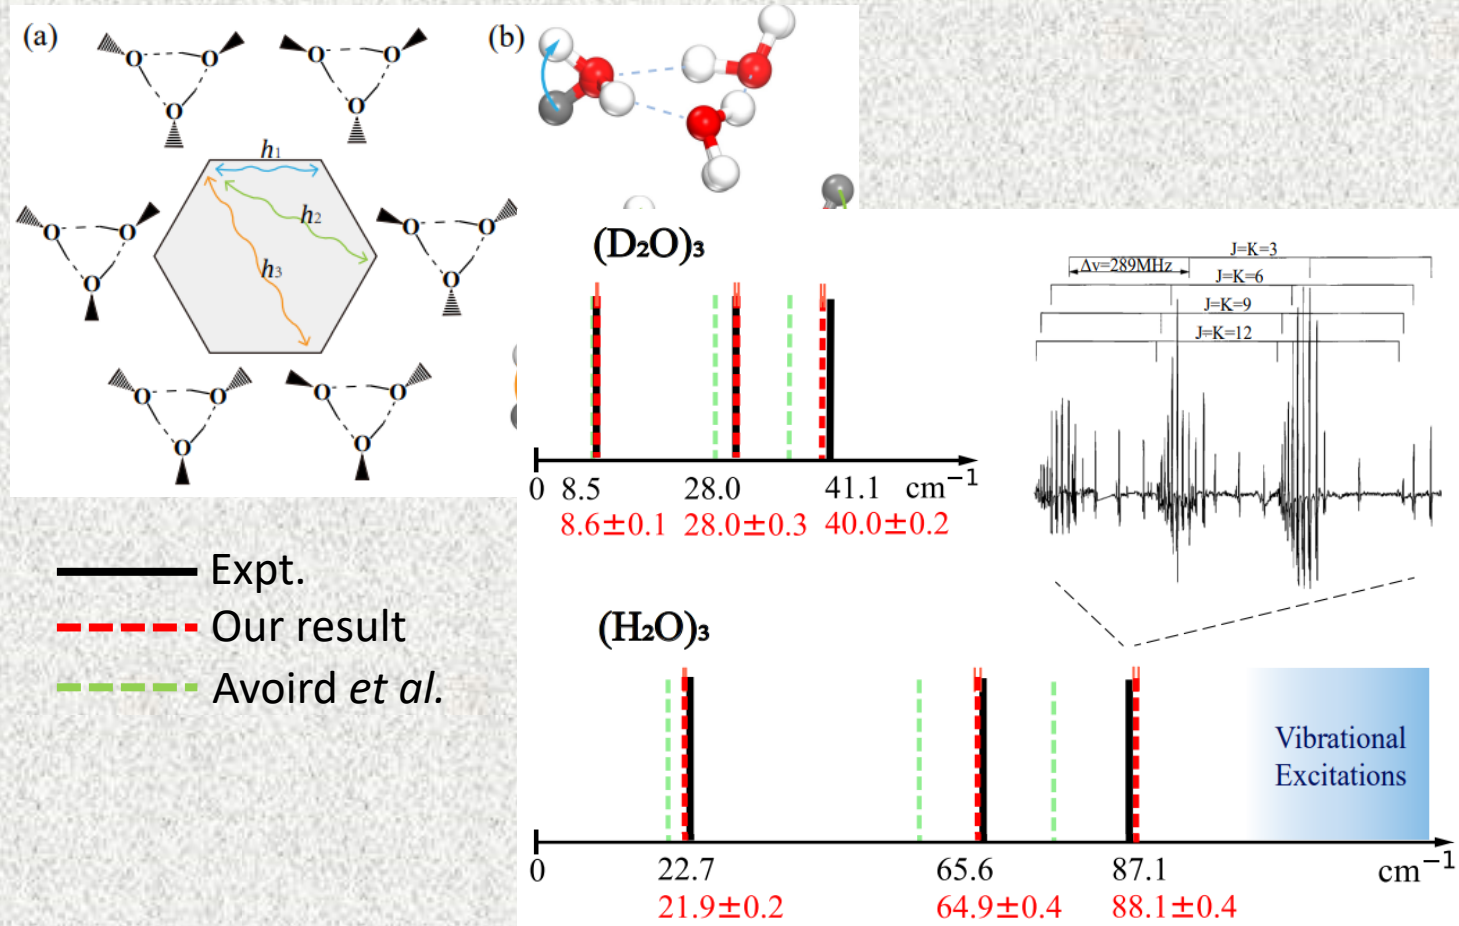 (a)
(b)
O O O
O O O
h1
h2
h3
O O O
O O O
O O O
O O O
(D₂O)₃
0 8.5 28.0 41.1 cm⁻¹
8.6±0.1 28.0±0.3 40.0±0.2
J=K=3
Δν=289MHz
J=K=6
J=K=9
J=K=12
Expt.
Our result
Avoird et al.
(H₂O)₃
Vibrational
Excitations
0 22.7 65.6 87.1 cm⁻¹
21.9±0.2 64.9±0.4 88.1±0.4